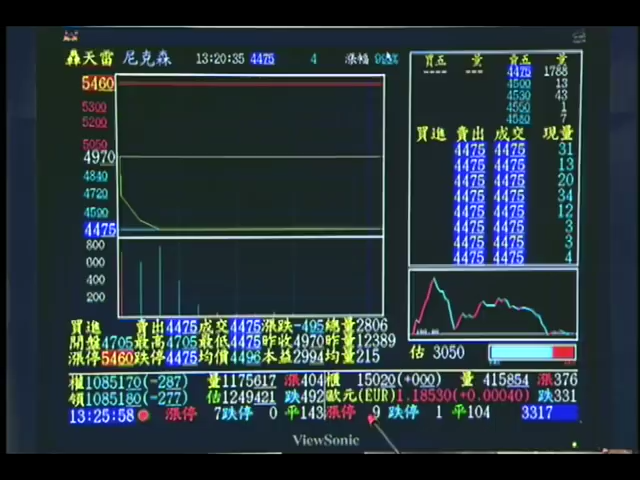 轟天雷 尼克森 13:20:35 4475 4 漲幅
買五 量 賣五 量
---- --- 4475 1788
4500 13
4530 43
4550 1
4580 7
5460
5300
5200
5050
4970
4840
4720
4590
4475
800
600
400
200
買進 賣出 成交 現量
4475 4475 31
4475 4475 13
4475 4475 20
4475 4475 34
4475 4475 12
4475 4475 3
4475 4475 3
4475 4475 4
估 3050
買進 賣出4475成交4475漲跌-495總量2806
開盤4705最高4705最低4475昨收4970昨量12389
漲停5460跌停4475均價4496本益2994均量215
權1085170(-287) 量1175617 漲404櫃 15020(+000) 量 415854 漲376
領1085180(-277) 估1249421 跌492歐元(EUR)1.18530(+0.00040) 跌331
13:25:58 漲停 7跌停 0 平143漲停 9 跌停 1 平104 3317
ViewSonic